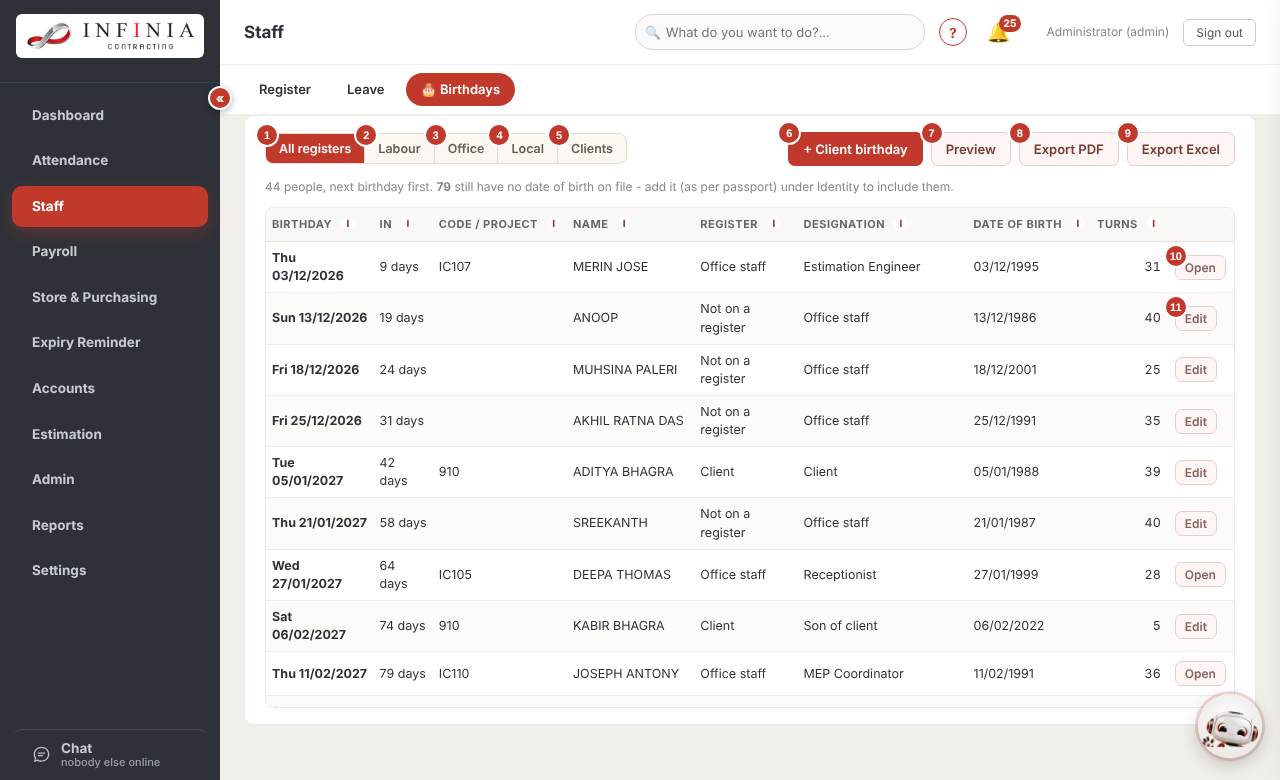 INFINIA
CONTRACTING
Staff
What do you want to do?...
?
25
Administrator (admin)
Sign out
«
Register
Leave
Birthdays
Dashboard
Attendance
Staff
Payroll
Store & Purchasing
Expiry Reminder
Accounts
Estimation
Admin
Reports
Settings
Chat
nobody else online
1 All registers
2 Labour
3 Office
4 Local
5 Clients
6 + Client birthday
7 Preview
8 Export PDF
9 Export Excel
44 people, next birthday first. 79 still have no date of birth on file - add it (as per passport) under Identity to include them.
BIRTHDAY IN CODE / PROJECT NAME REGISTER DESIGNATION DATE OF BIRTH TURNS
Thu 03/12/2026 9 days IC107 MERIN JOSE Office staff Estimation Engineer 03/12/1995 31 10 Open
Sun 13/12/2026 19 days ANOOP Not on a register Office staff 13/12/1986 40 11 Edit
Fri 18/12/2026 24 days MUHSINA PALERI Not on a register Office staff 18/12/2001 25 Edit
Fri 25/12/2026 31 days AKHIL RATNA DAS Not on a register Office staff 25/12/1991 35 Edit
Tue 05/01/2027 42 days 910 ADITYA BHAGRA Client Client 05/01/1988 39 Edit
Thu 21/01/2027 58 days SREEKANTH Not on a register Office staff 21/01/1987 40 Edit
Wed 27/01/2027 64 days IC105 DEEPA THOMAS Office staff Receptionist 27/01/1999 28 Open
Sat 06/02/2027 74 days 910 KABIR BHAGRA Client Son of client 06/02/2022 5 Edit
Thu 11/02/2027 79 days IC110 JOSEPH ANTONY Office staff MEP Coordinator 11/02/1991 36 Open